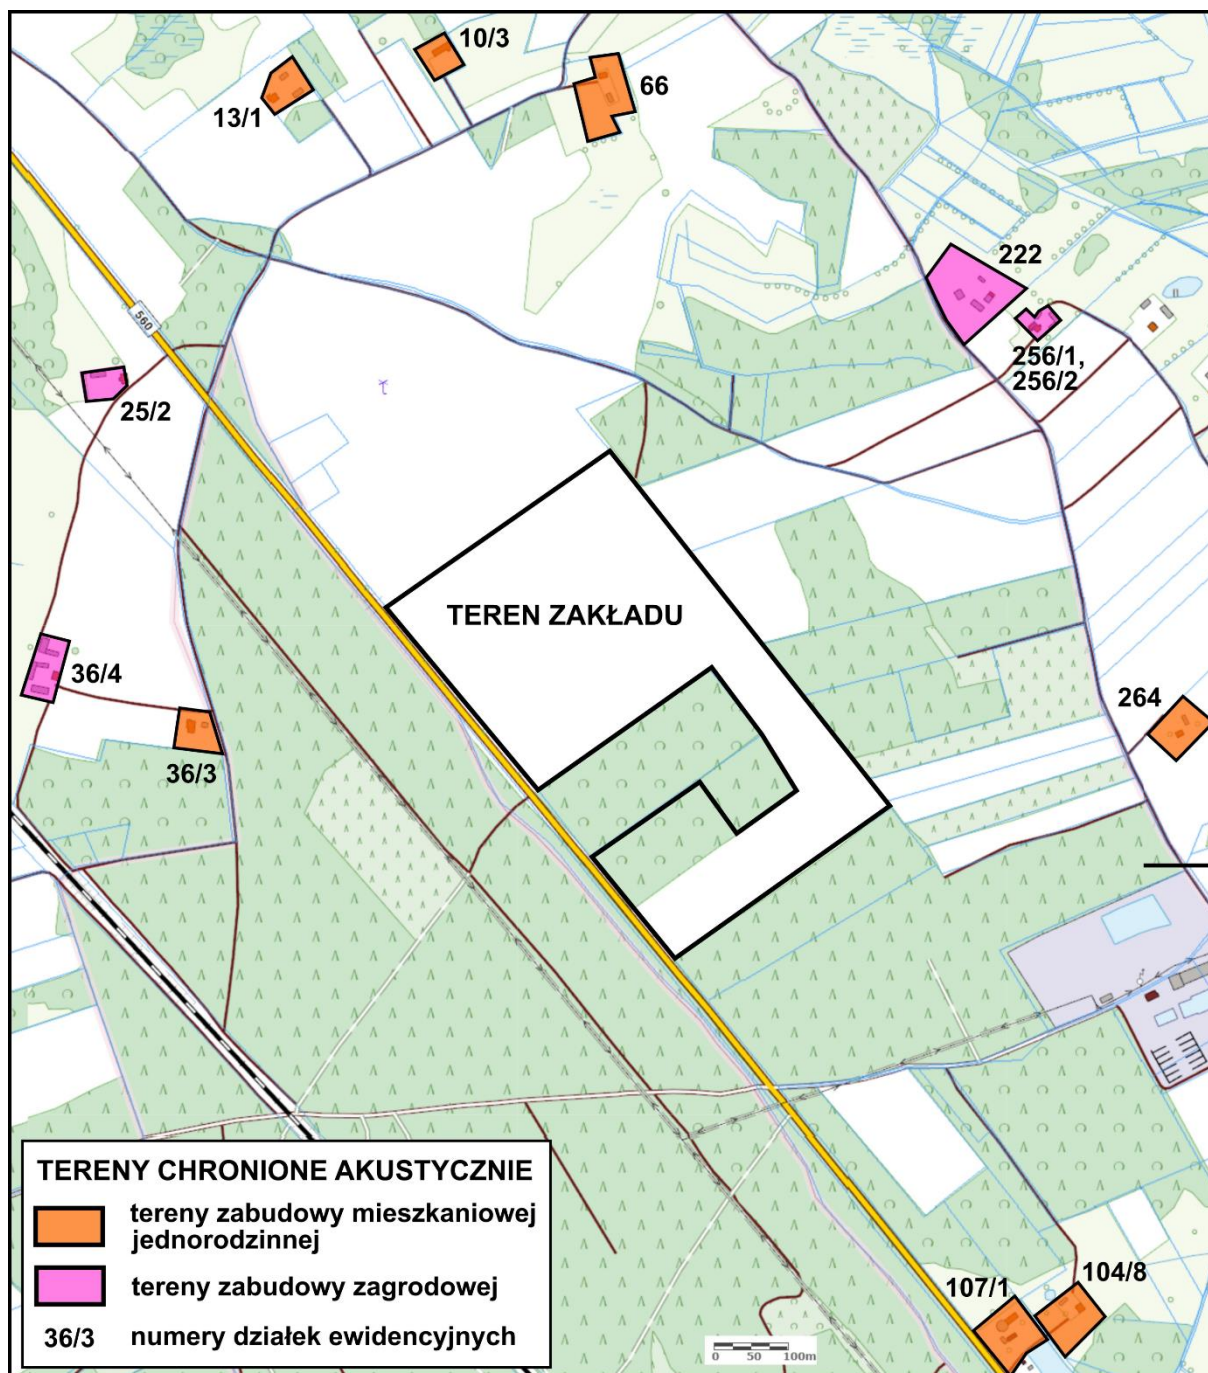 10/3
66
13/1
222
560
256/1,
256/2
25/2
TEREN ZAKŁADU
36/4
264
36/3
TERENY CHRONIONE AKUSTYCZNIE
tereny zabudowy mieszkaniowej
jednorodzinnej
tereny zabudowy zagrodowej
36/3 numery działek ewidencyjnych
107/1
104/8
0 50 100m